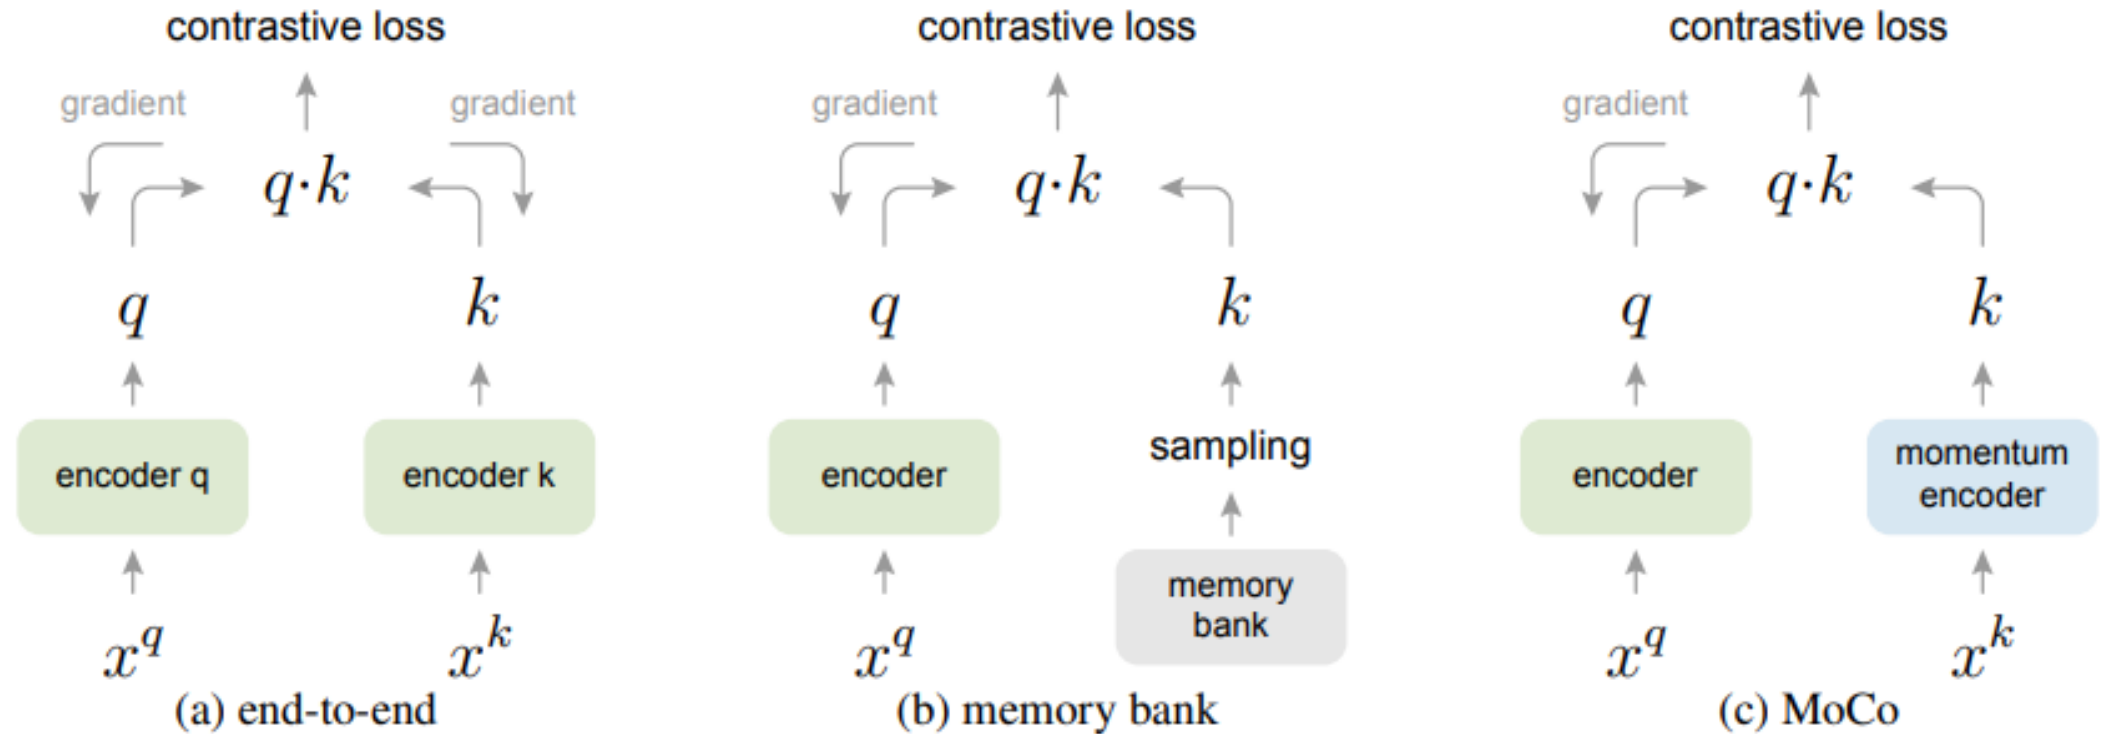 contrastive loss
gradient gradient
q·k
q k
encoder q encoder k
x^q x^k
(a) end-to-end
contrastive loss
gradient
q·k
q k
encoder sampling
memory
bank
x^q
(b) memory bank
contrastive loss
gradient
q·k
q k
encoder momentum
encoder
x^q x^k
(c) MoCo